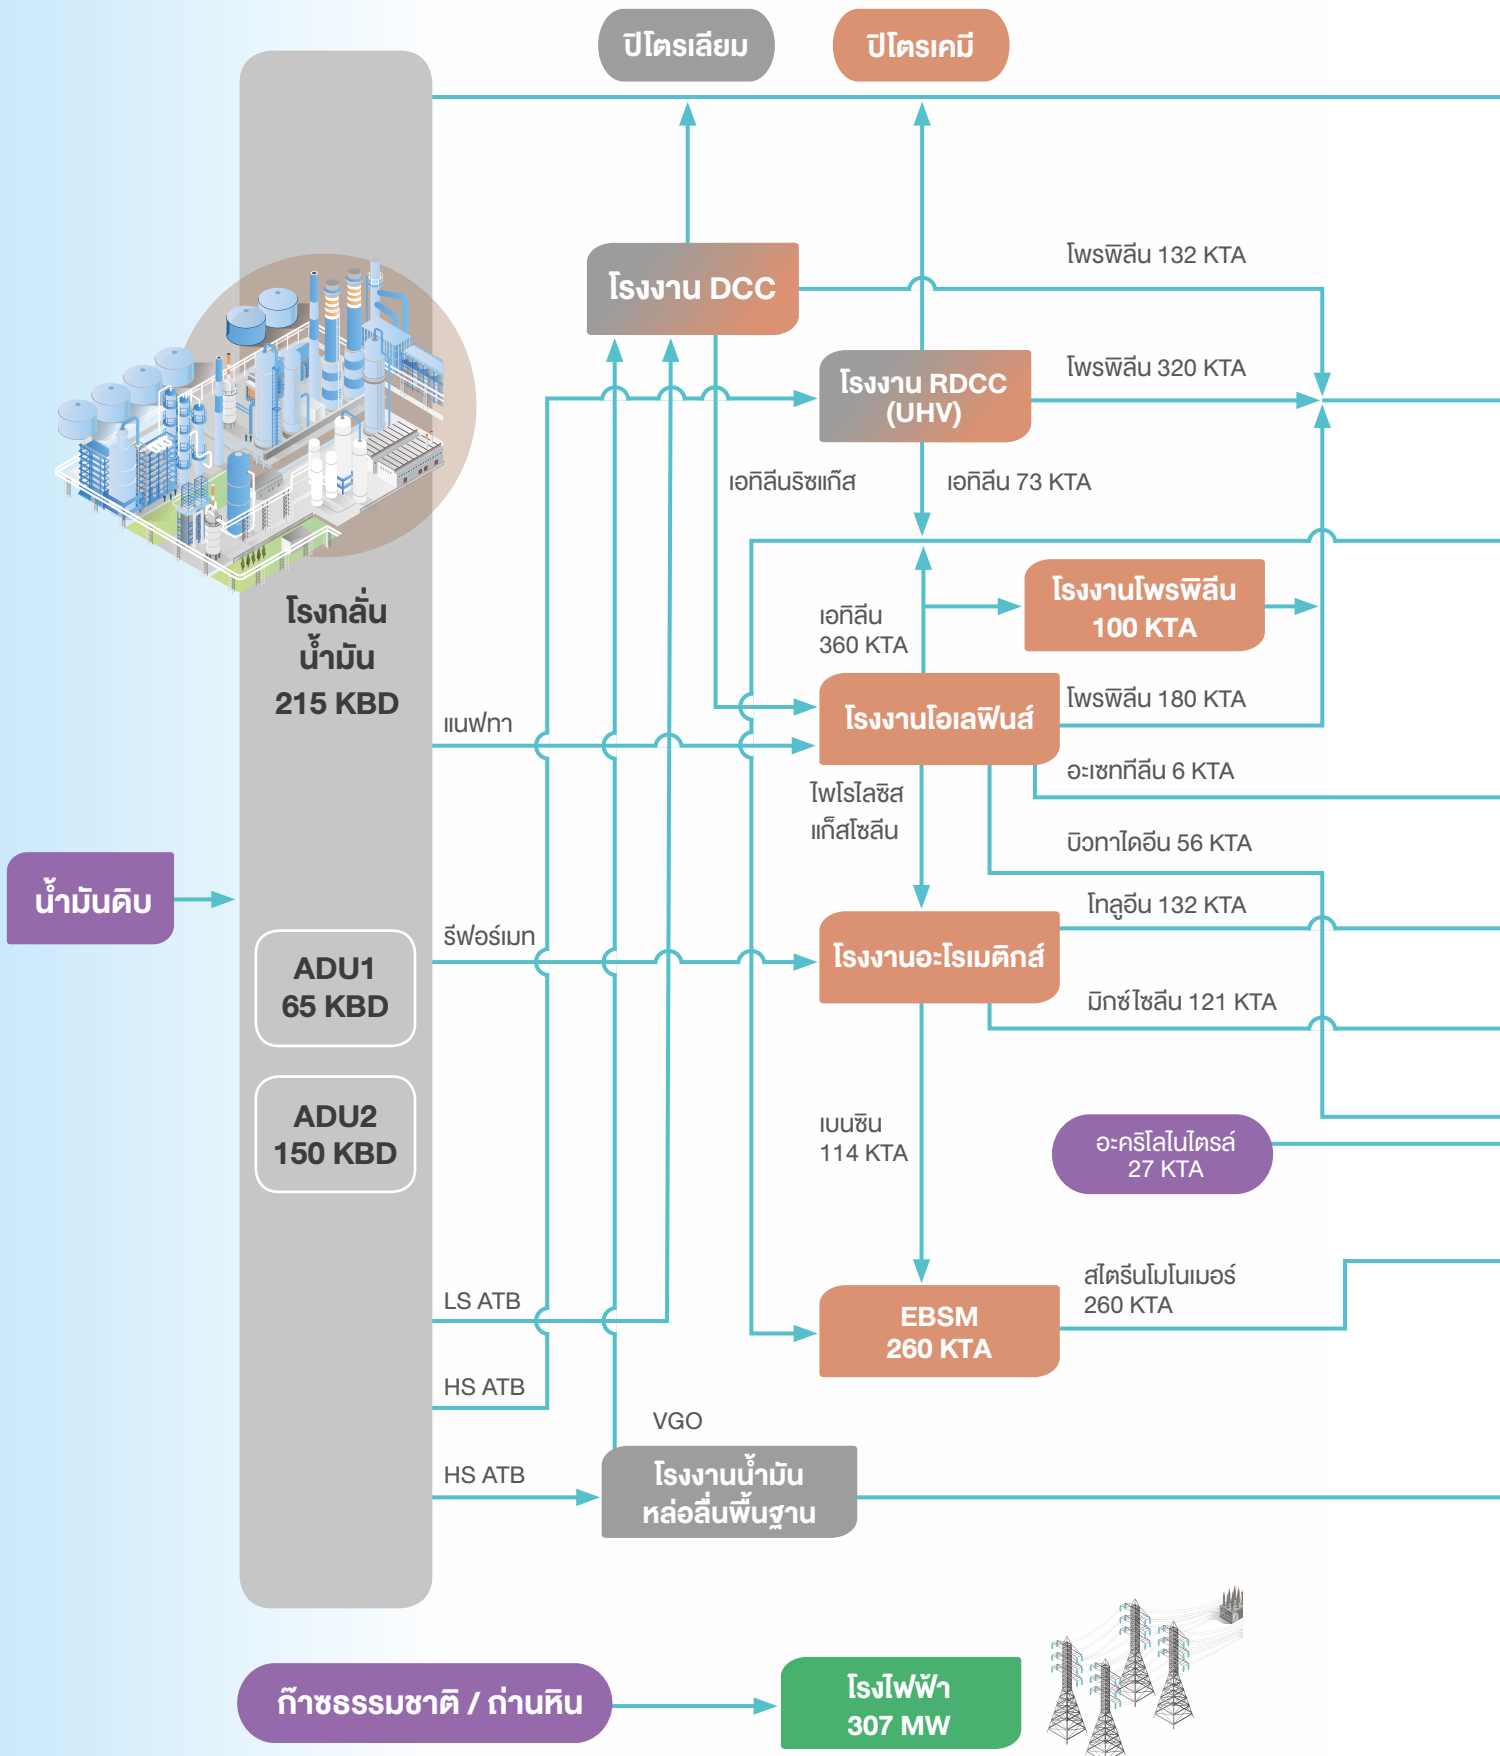 ปิโตรเลียม
ปิโตรเคมี
โรงงาน DCC
โพรพิลีน 132 KTA
โรงงาน RDCC
(UHV)
โพรพิลีน 320 KTA
เอทิลีนริชแก๊ส
เอทิลีน 73 KTA
โรงกลั่น
น้ำมัน
215 KBD
เอทิลีน
360 KTA
โรงงานโพรพิลีน
100 KTA
แนฟทา
โรงงานโอเลฟินส์
โพรพิลีน 180 KTA
อะเซททีลีน 6 KTA
ไพโรไลซิส
แก็สโซลีน
บิวทาไดอีน 56 KTA
น้ำมันดิบ
โทลูอีน 132 KTA
รีฟอร์เมท
โรงงานอะโรเมติกส์
ADU1
65 KBD
มิกซ์ไซลีน 121 KTA
ADU2
150 KBD
เบนซิน
114 KTA
อะคริโลไนไตรล์
27 KTA
LS ATB
สไตรีนโมโนเมอร์
260 KTA
EBSM
260 KTA
HS ATB
VGO
HS ATB
โรงงานน้ำมัน
หล่อลื่นพื้นฐาน
ก๊าซธรรมชาติ / ถ่านหิน
โรงไฟฟ้า
307 MW